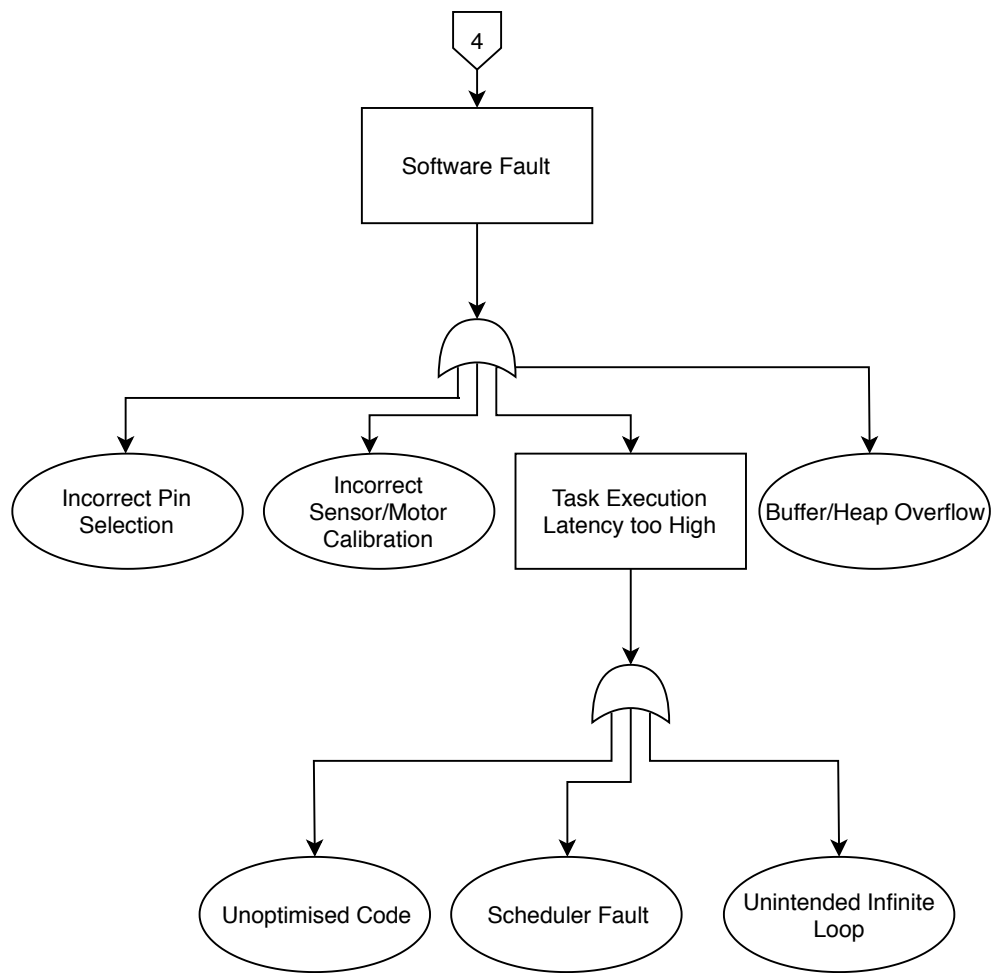 4
Software Fault
Incorrect Pin
Selection
Incorrect
Sensor/Motor
Calibration
Task Execution
Latency too High
Buffer/Heap Overflow
Unoptimised Code
Scheduler Fault
Unintended Infinite
Loop